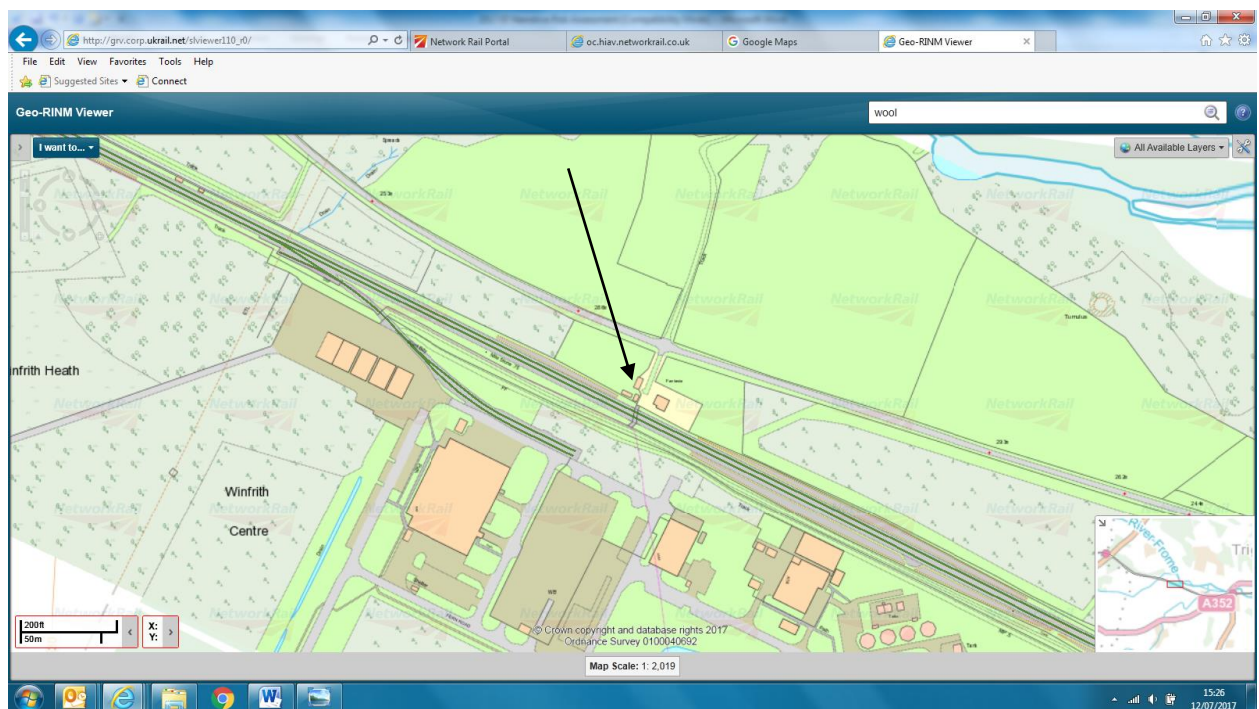 http://grv.corp.ukrail.net/slviewer110_r0/
Network Rail Portal
oc.hiav.networkrail.co.uk
Google Maps
Geo-RINM Viewer
File Edit View Favorites Tools Help
Suggested Sites
Connect
Geo-RINM Viewer
wool
I want to...
All Available Layers
NetworkRail
Track
Drain
Tumulus
Winfrith
Centre
River Frome
A352
200ft
50m
X:
Y:
© Crown copyright and database rights 2017
Ordnance Survey 0100040692
Map Scale: 1: 2,019
15:26
12/07/2017